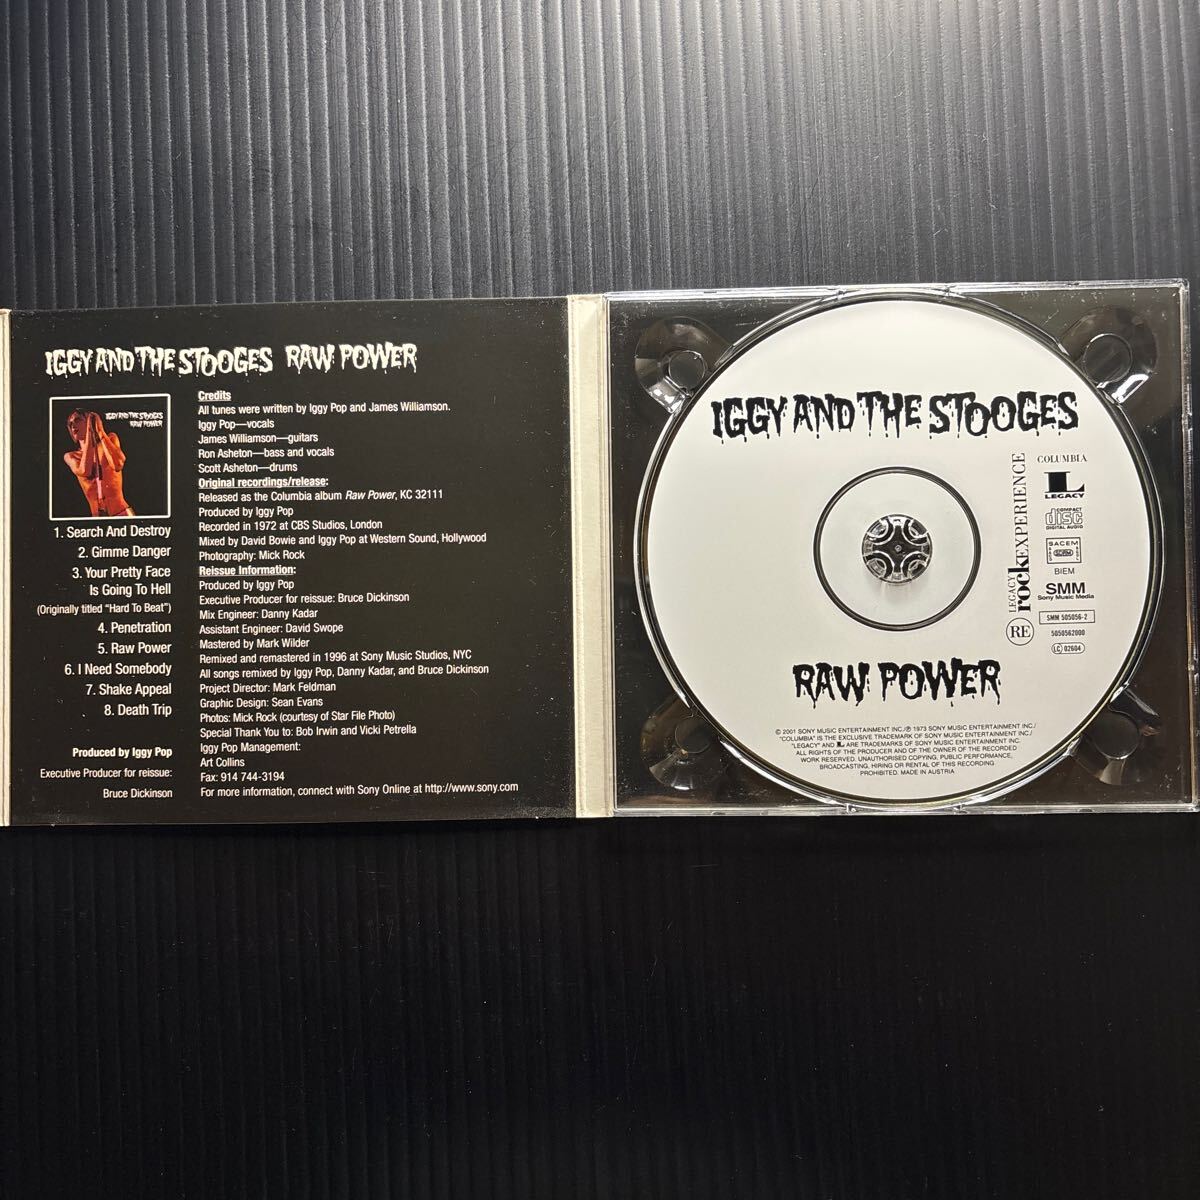 IGGY AND THE STOOGES RAW POWER
IGGY AND THE STOOGES
RAW POWER
1. Search And Destroy
2. Gimme Danger
3. Your Pretty Face
Is Going To Hell
(Originally titled "Hard To Beat")
4. Penetration
5. Raw Power
6. I Need Somebody
7. Shake Appeal
8. Death Trip
Produced by Iggy Pop
Executive Producer for reissue:
Bruce Dickinson
Credits
All tunes were written by Iggy Pop and James Williamson.
Iggy Pop—vocals
James Williamson—guitars
Ron Asheton—bass and vocals
Scott Asheton—drums
Original recordings/release:
Released as the Columbia album Raw Power, KC 32111
Produced by Iggy Pop
Recorded in 1972 at CBS Studios, London
Mixed by David Bowie and Iggy Pop at Western Sound, Hollywood
Photography: Mick Rock
Reissue Information:
Produced by Iggy Pop
Executive Producer for reissue: Bruce Dickinson
Mix Engineer: Danny Kadar
Assistant Engineer: David Swope
Mastered by Mark Wilder
Remixed and remastered in 1996 at Sony Music Studios, NYC
All songs remixed by Iggy Pop, Danny Kadar, and Bruce Dickinson
Project Director: Mark Feldman
Graphic Design: Sean Evans
Photos: Mick Rock (courtesy of Star File Photo)
Special Thank You to: Bob Irwin and Vicki Petrella
Iggy Pop Management:
Art Collins
Fax: 914 744-3194
For more information, connect with Sony Online at http://www.sony.com
IGGY AND THE STOOGES
LEGACY
rockEXPERIENCE
RE
COLUMBIA
L
LEGACY
COMPACT
disc
DIGITAL AUDIO
SACEM
BIEM
SMM
Sony Music Media
SMM 505056-2
5050562000
LC 02604
RAW POWER
© 2001 SONY MUSIC ENTERTAINMENT INC./℗ 1973 SONY MUSIC ENTERTAINMENT INC./
"COLUMBIA" IS THE EXCLUSIVE TRADEMARK OF SONY MUSIC ENTERTAINMENT INC./
"LEGACY" AND L ARE TRADEMARKS OF SONY MUSIC ENTERTAINMENT INC.
ALL RIGHTS OF THE PRODUCER AND OF THE OWNER OF THE RECORDED
WORK RESERVED. UNAUTHORISED COPYING, PUBLIC PERFORMANCE,
BROADCASTING, HIRING OR RENTAL OF THIS RECORDING
PROHIBITED. MADE IN AUSTRIA